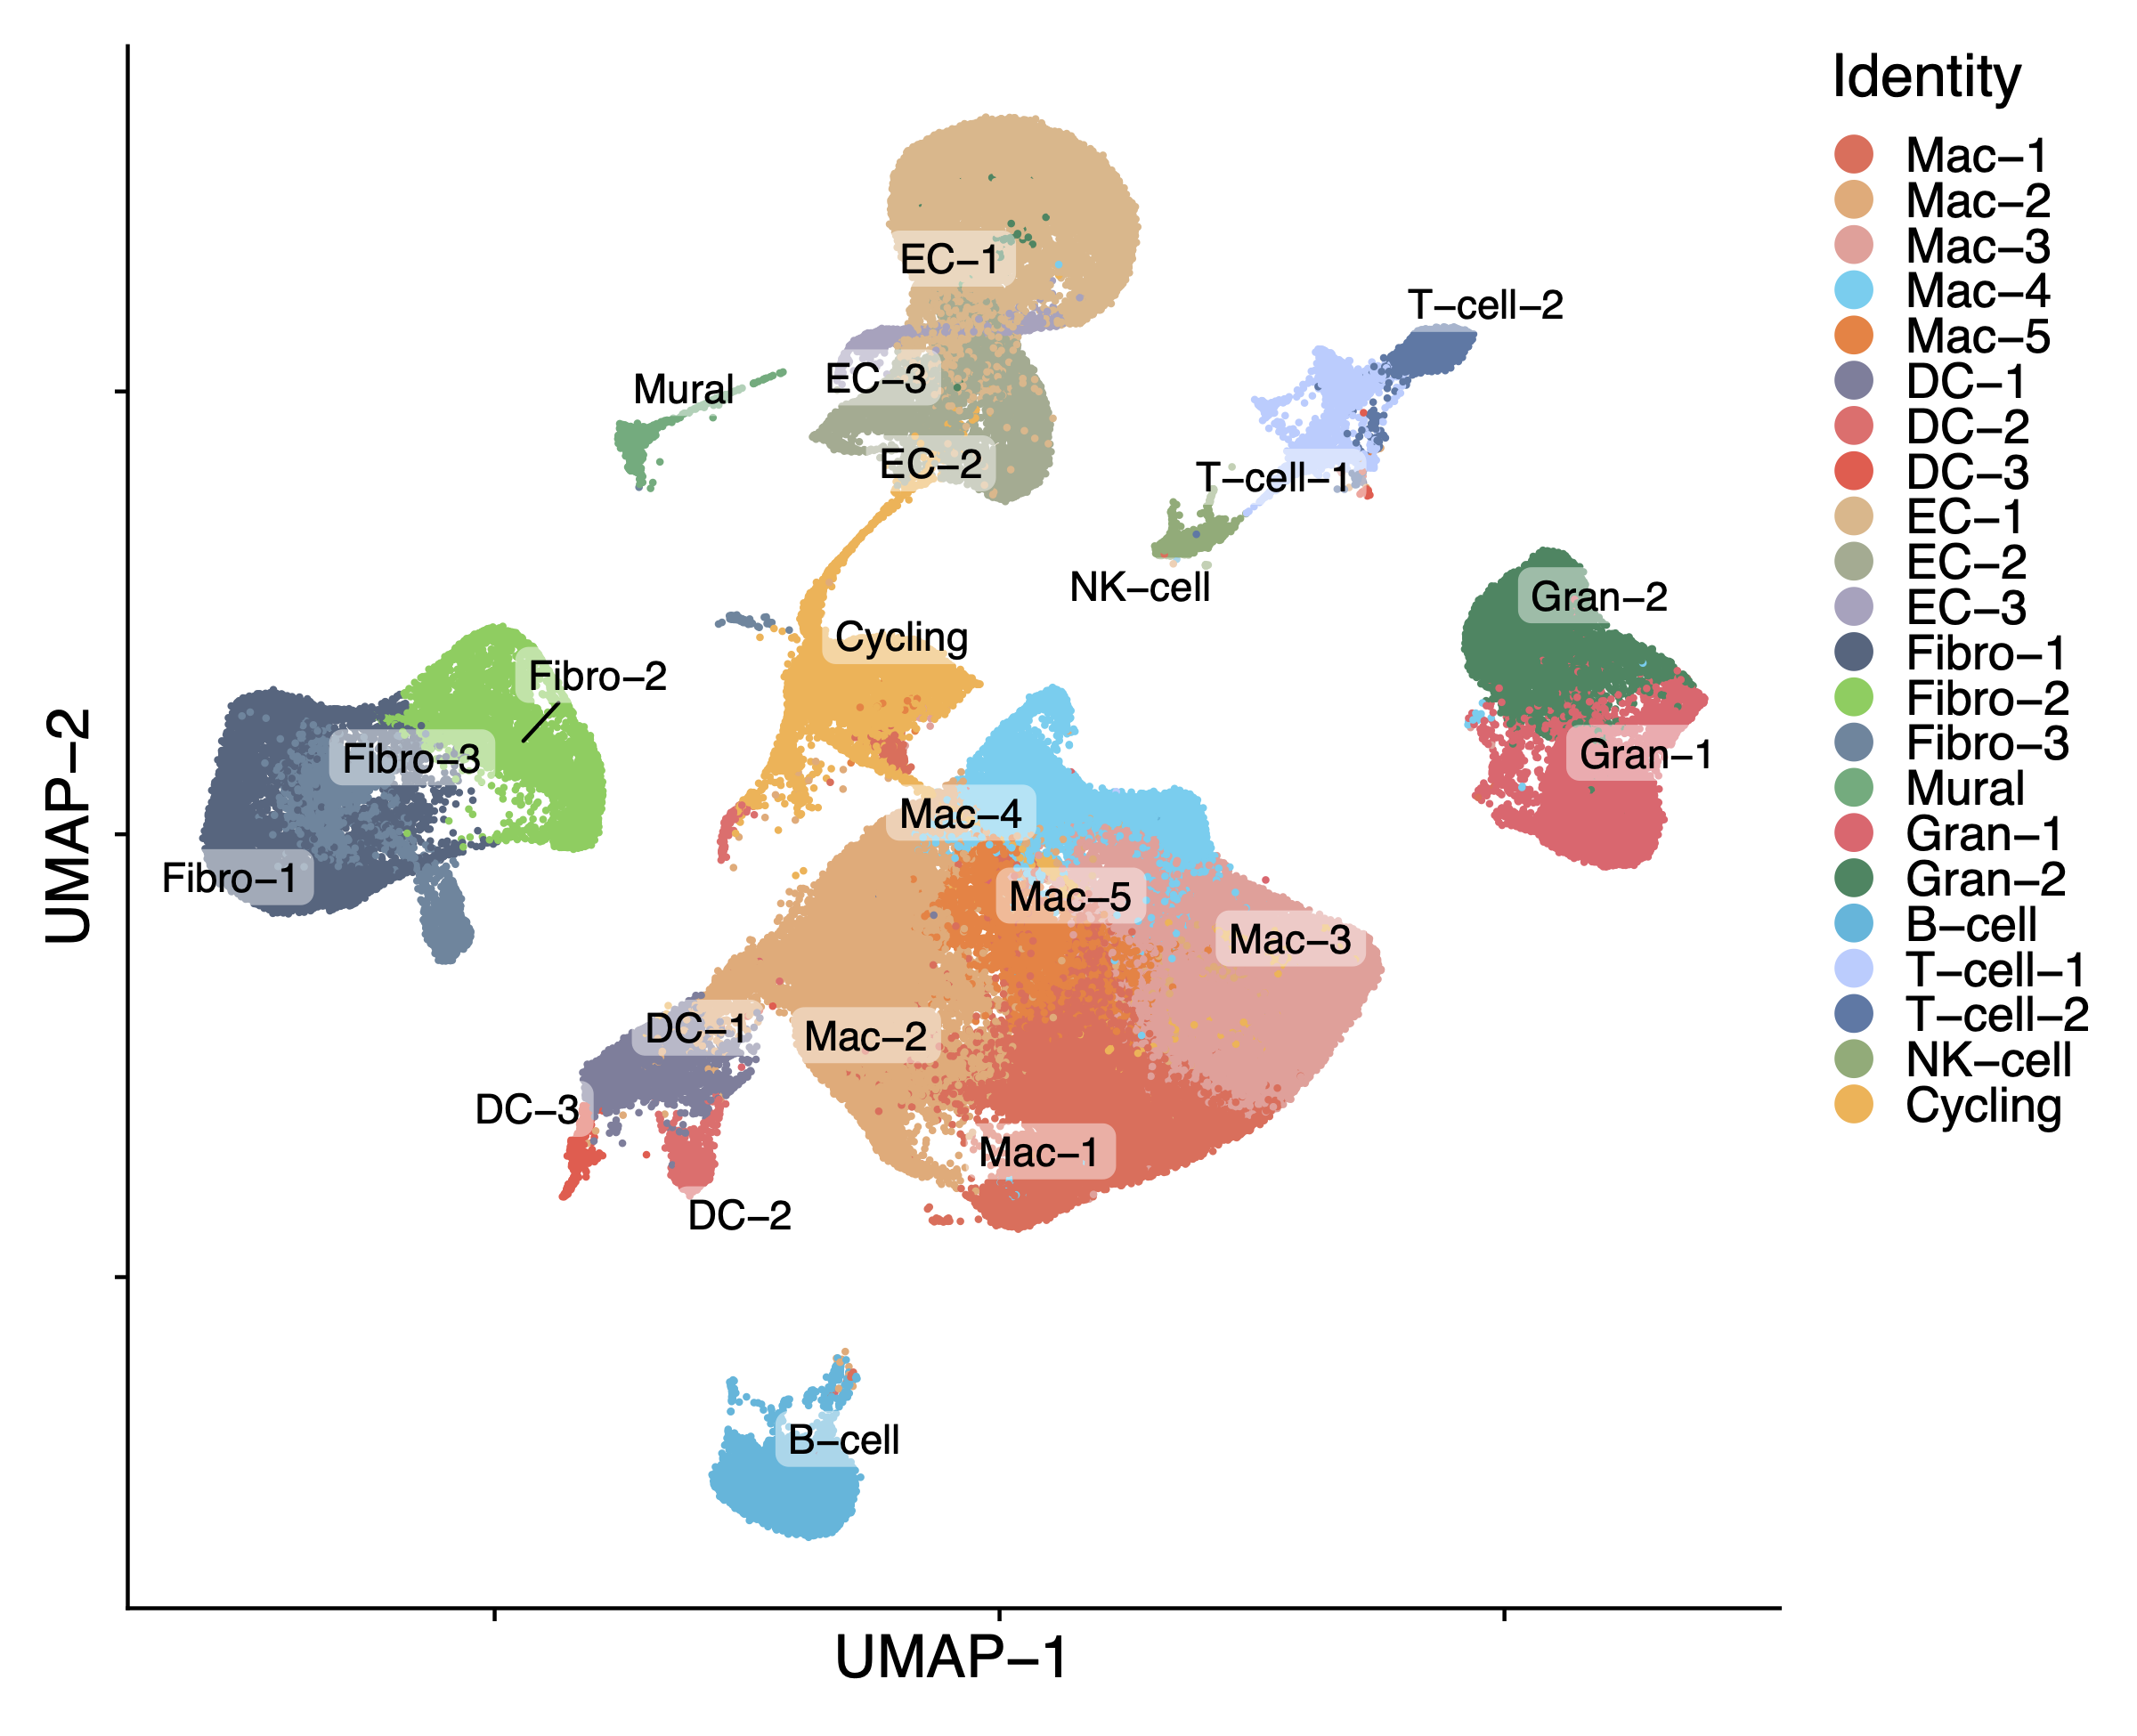 Identity
Mac–1
Mac–2
Mac–3
Mac–4
Mac–5
DC–1
DC–2
DC–3
EC–1
EC–2
EC–3
Fibro–1
Fibro–2
Fibro–3
Mural
Gran–1
Gran–2
B–cell
T–cell–1
T–cell–2
NK–cell
Cycling
EC–1
T–cell–2
EC–3
Mural
EC–2
T–cell–1
NK–cell
Gran–2
Cycling
Fibro–2
Gran–1
Fibro–3
Mac–4
Fibro–1
Mac–5
Mac–3
DC–1
Mac–2
DC–3
Mac–1
DC–2
B–cell
UMAP–2
UMAP–1